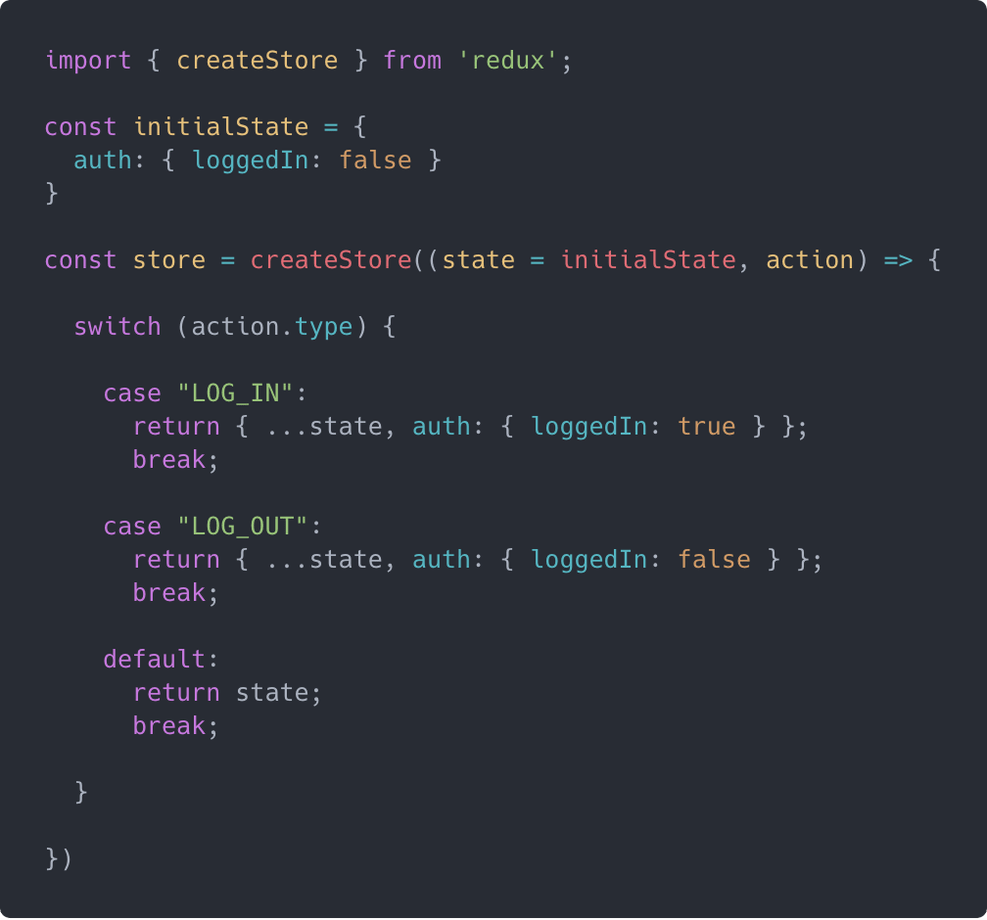 import { createStore } from 'redux';
const initialState = {
  auth: { loggedIn: false }
}
const store = createStore((state = initialState, action) => {
  switch (action.type) {
    case "LOG_IN":
      return { ...state, auth: { loggedIn: true } };
      break;
    case "LOG_OUT":
      return { ...state, auth: { loggedIn: false } };
      break;
    default:
      return state;
      break;
  }
})